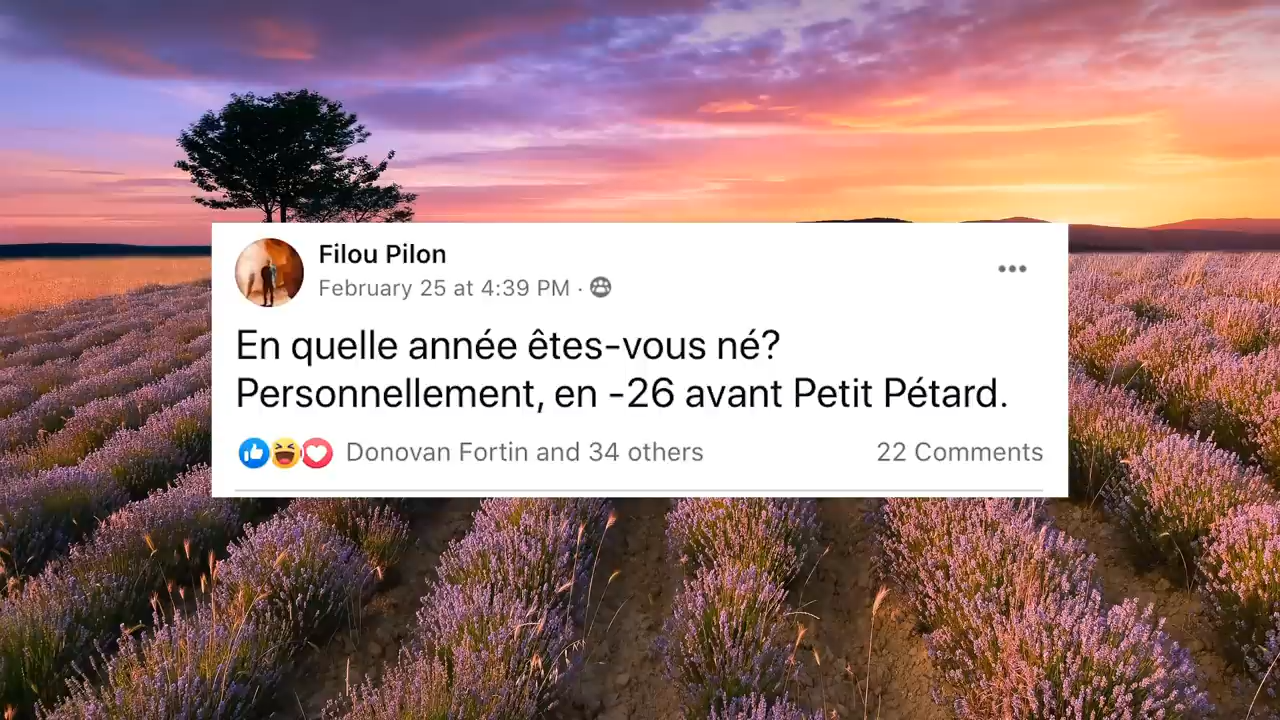 Filou Pilon
February 25 at 4:39 PM ·
En quelle année êtes-vous né?
Personnellement, en -26 avant Petit Pétard.
Donovan Fortin and 34 others
22 Comments